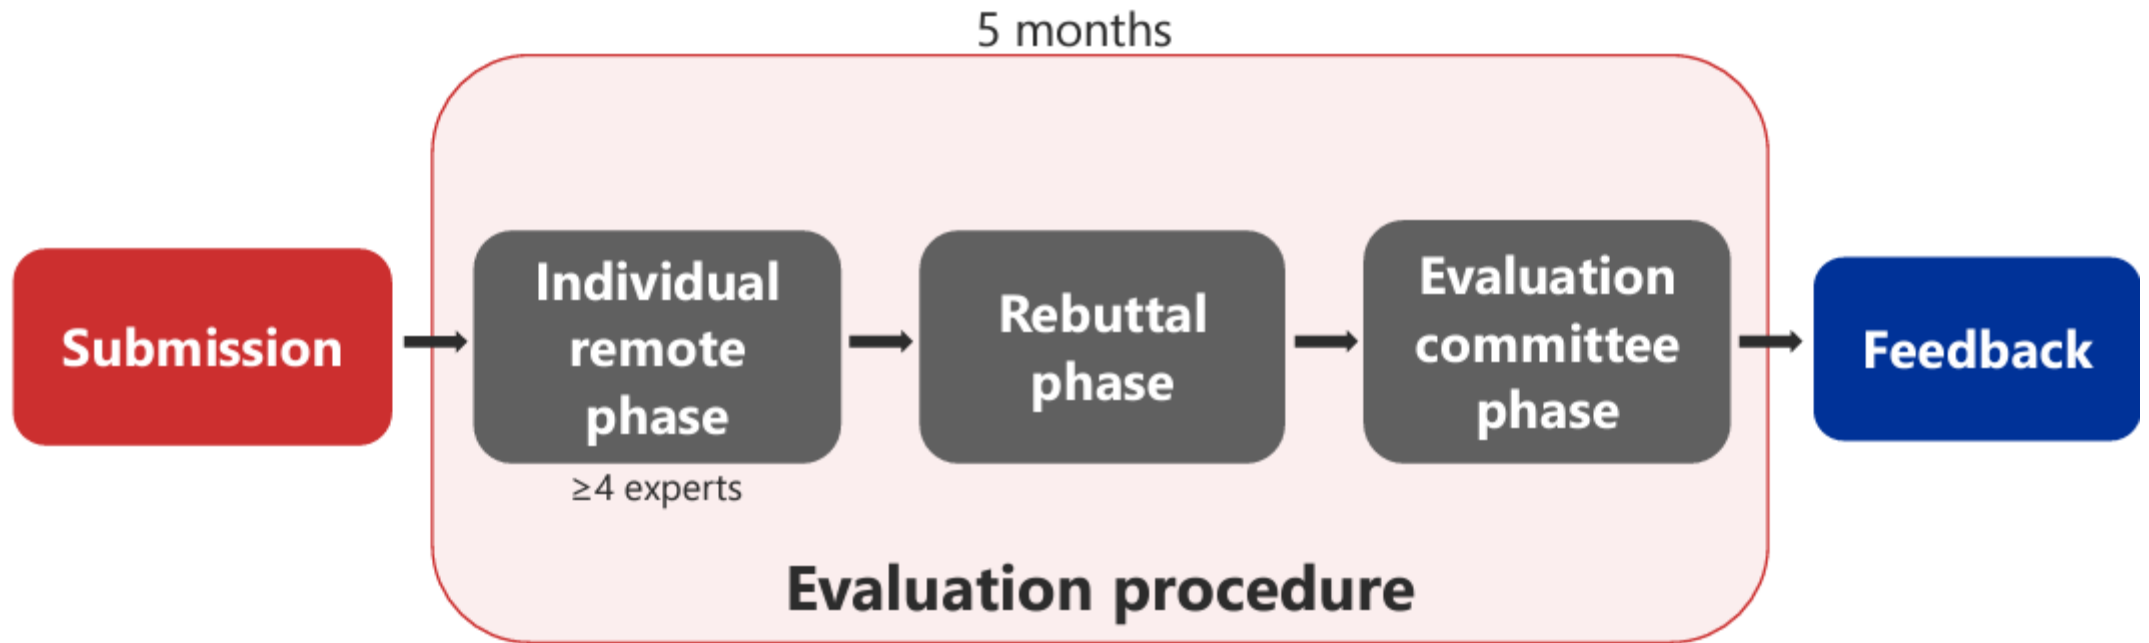 5 months
Submission
Individual
remote
phase
≥4 experts
Rebuttal
phase
Evaluation
committee
phase
Feedback
Evaluation procedure